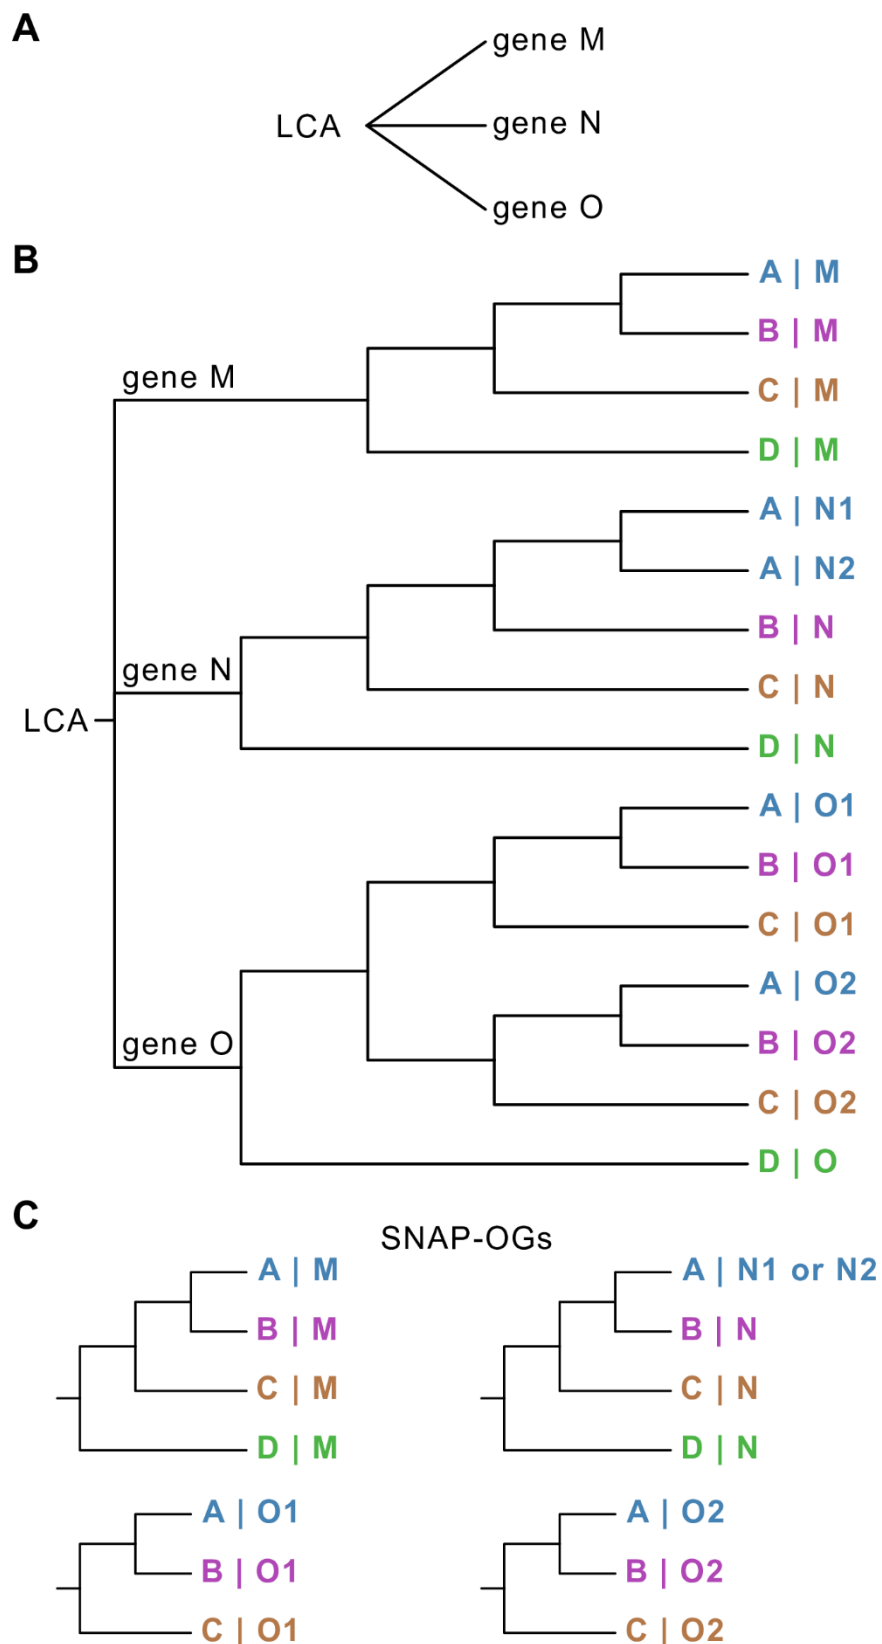 A
gene M
LCA
gene N
gene O
B
A | M
B | M
gene M
C | M
D | M
A | N1
A | N2
B | N
gene N
C | N
LCA
D | N
A | O1
B | O1
C | O1
A | O2
gene O
B | O2
C | O2
D | O
C
SNAP-OGs
A | M
A | N1 or N2
B | M
B | N
C | M
C | N
D | M
D | N
A | O1
A | O2
B | O1
B | O2
C | O1
C | O2